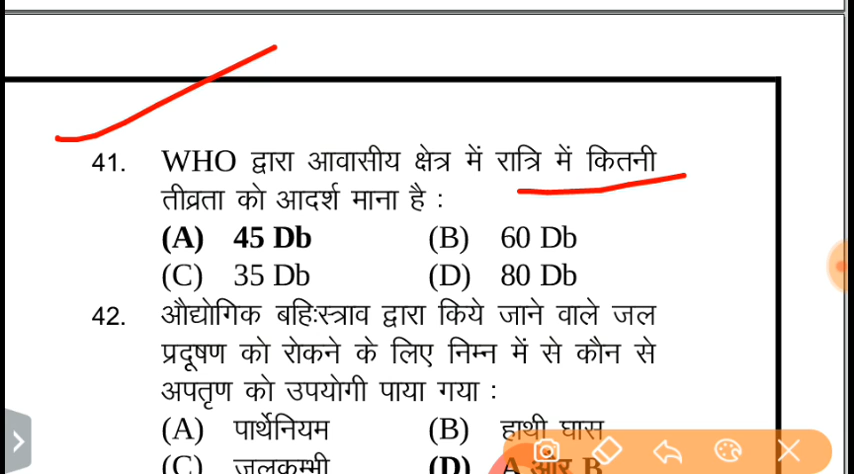 41. WHO द्वारा आवासीय क्षेत्र में रात्रि में कितनी
तीव्रता को आदर्श माना है :
(A) 45 Db (B) 60 Db
(C) 35 Db (D) 80 Db
42. औद्योगिक बहिःस्त्राव द्वारा किये जाने वाले जल
प्रदूषण को रोकने के लिए निम्न में से कौन से
अपतृण को उपयोगी पाया गया :
(A) पार्थेनियम (B) हाथी घास
(C) जलकुम्भी (D) A और B